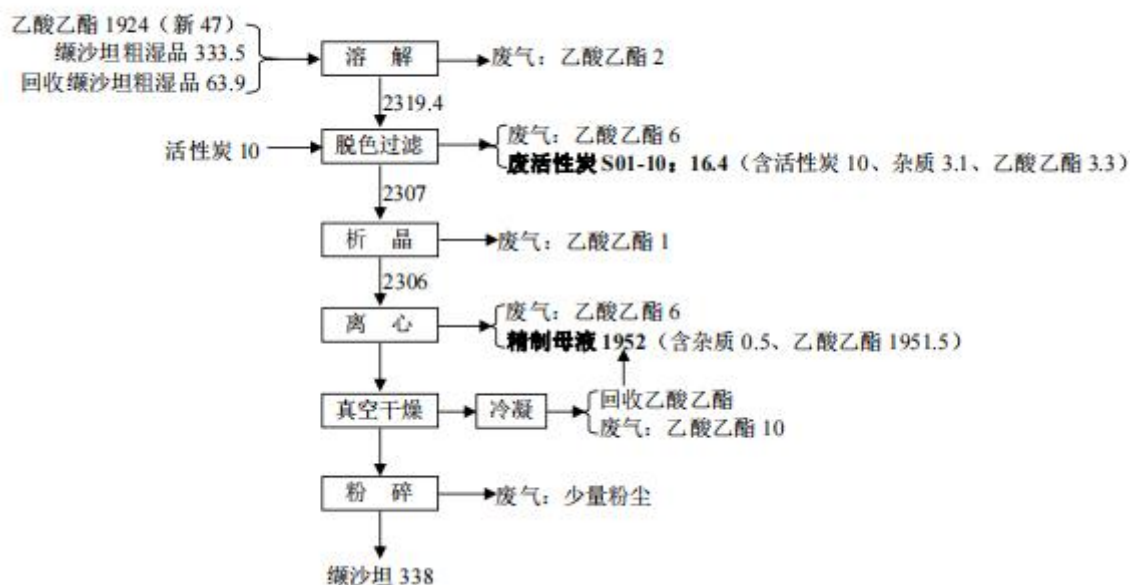 乙酸乙酯 1924（新 47）
缬沙坦粗湿品 333.5
回收缬沙坦粗湿品 63.9
溶 解
废气：乙酸乙酯 2
2319.4
活性炭 10
脱色过滤
废气：乙酸乙酯 6
废活性炭 S01-10：16.4（含活性炭 10、杂质 3.1、乙酸乙酯 3.3）
2307
析 晶
废气：乙酸乙酯 1
2306
离 心
废气：乙酸乙酯 6
精制母液 1952（含杂质 0.5、乙酸乙酯 1951.5）
真空干燥
冷凝
回收乙酸乙酯
废气：乙酸乙酯 10
粉 碎
废气：少量粉尘
缬沙坦 338